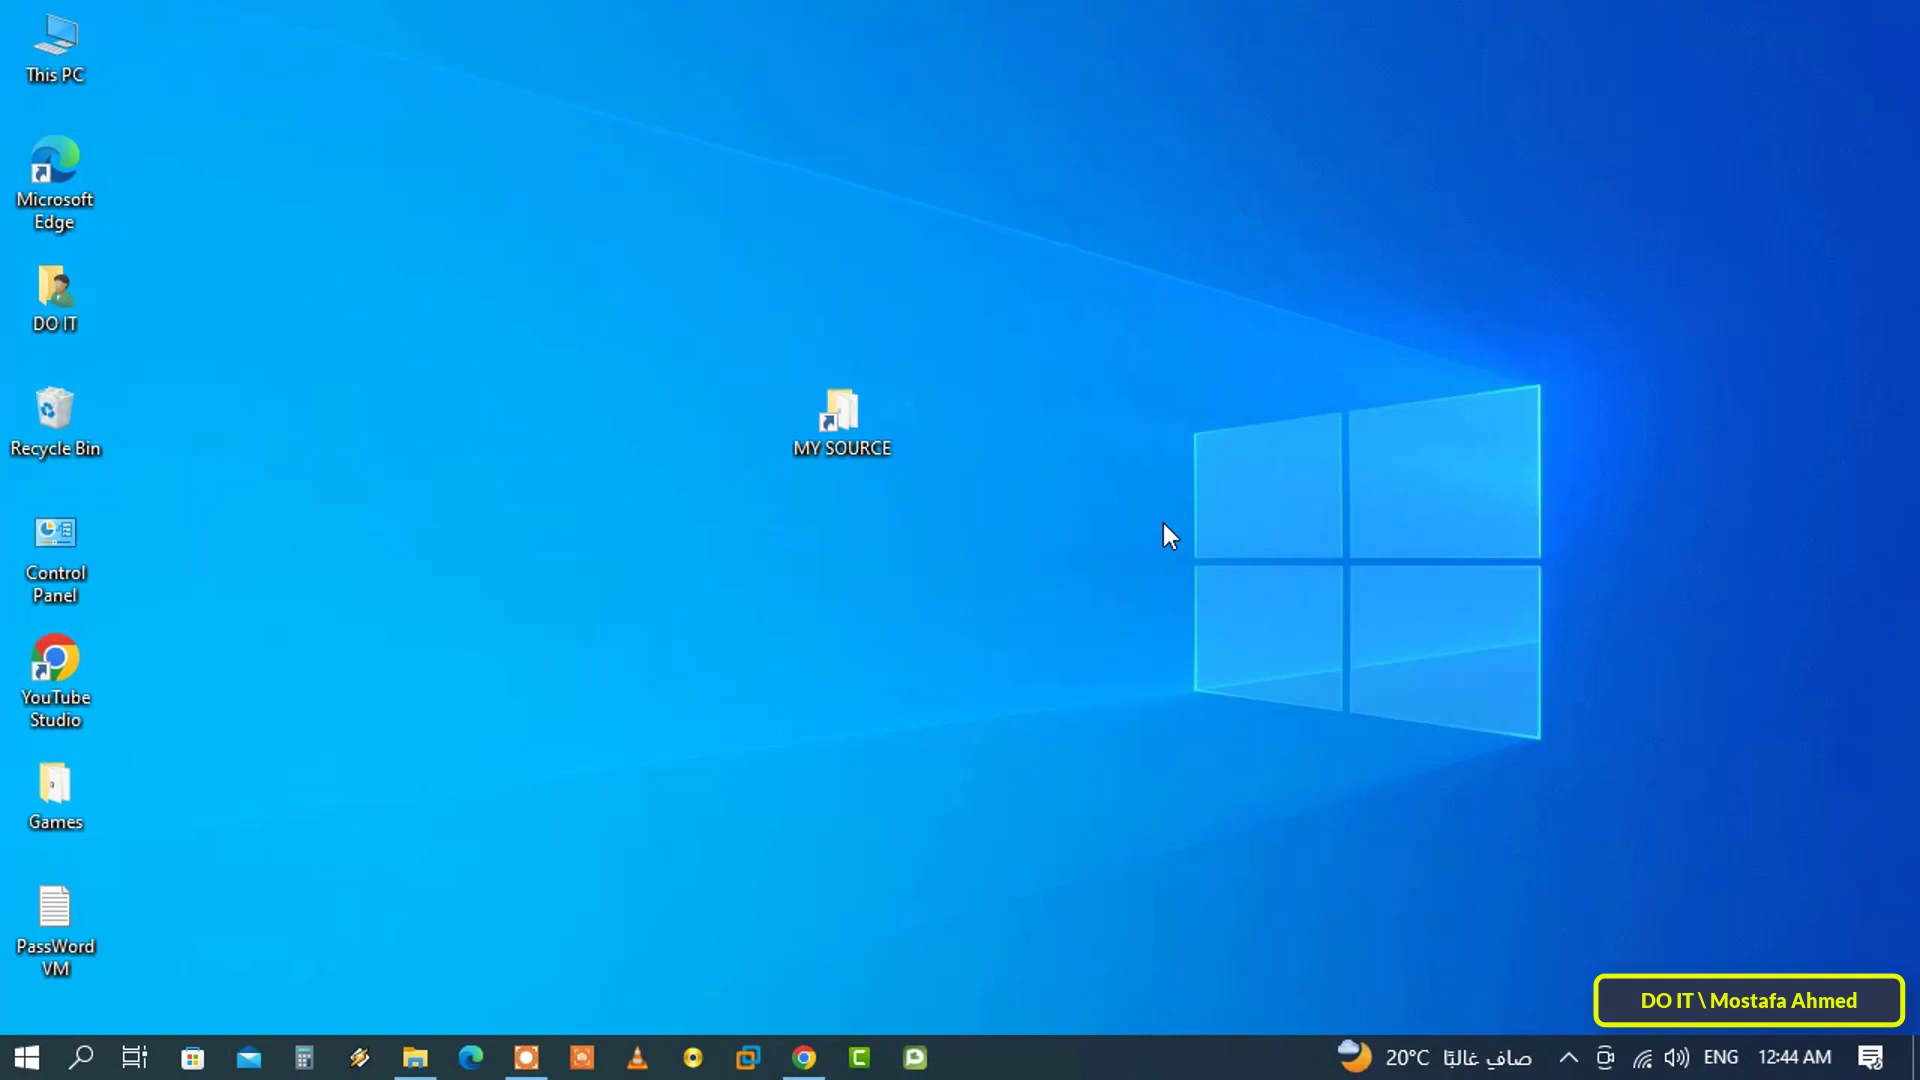 This PC
Microsoft
Edge
DO IT
Recycle Bin
Control
Panel
YouTube
Studio
Games
PassWord
VM
MY SOURCE
DO IT \ Mostafa Ahmed
20°C صافٍ غالبًا
ENG
12:44 AM